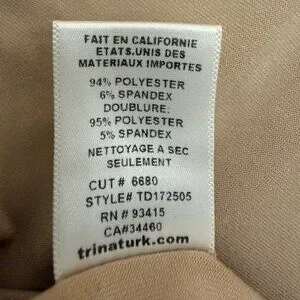 FAIT EN CALIFORNIE
ETATS.UNIS DES
MATERIAUX IMPORTES
94% POLYESTER
6% SPANDEX
DOUBLURE:
95% POLYESTER
5% SPANDEX
NETTOYAGE A SEC
SEULEMENT
CUT# 6680
STYLE# TD172505
RN # 93415
CA#34460
trinaturk.com